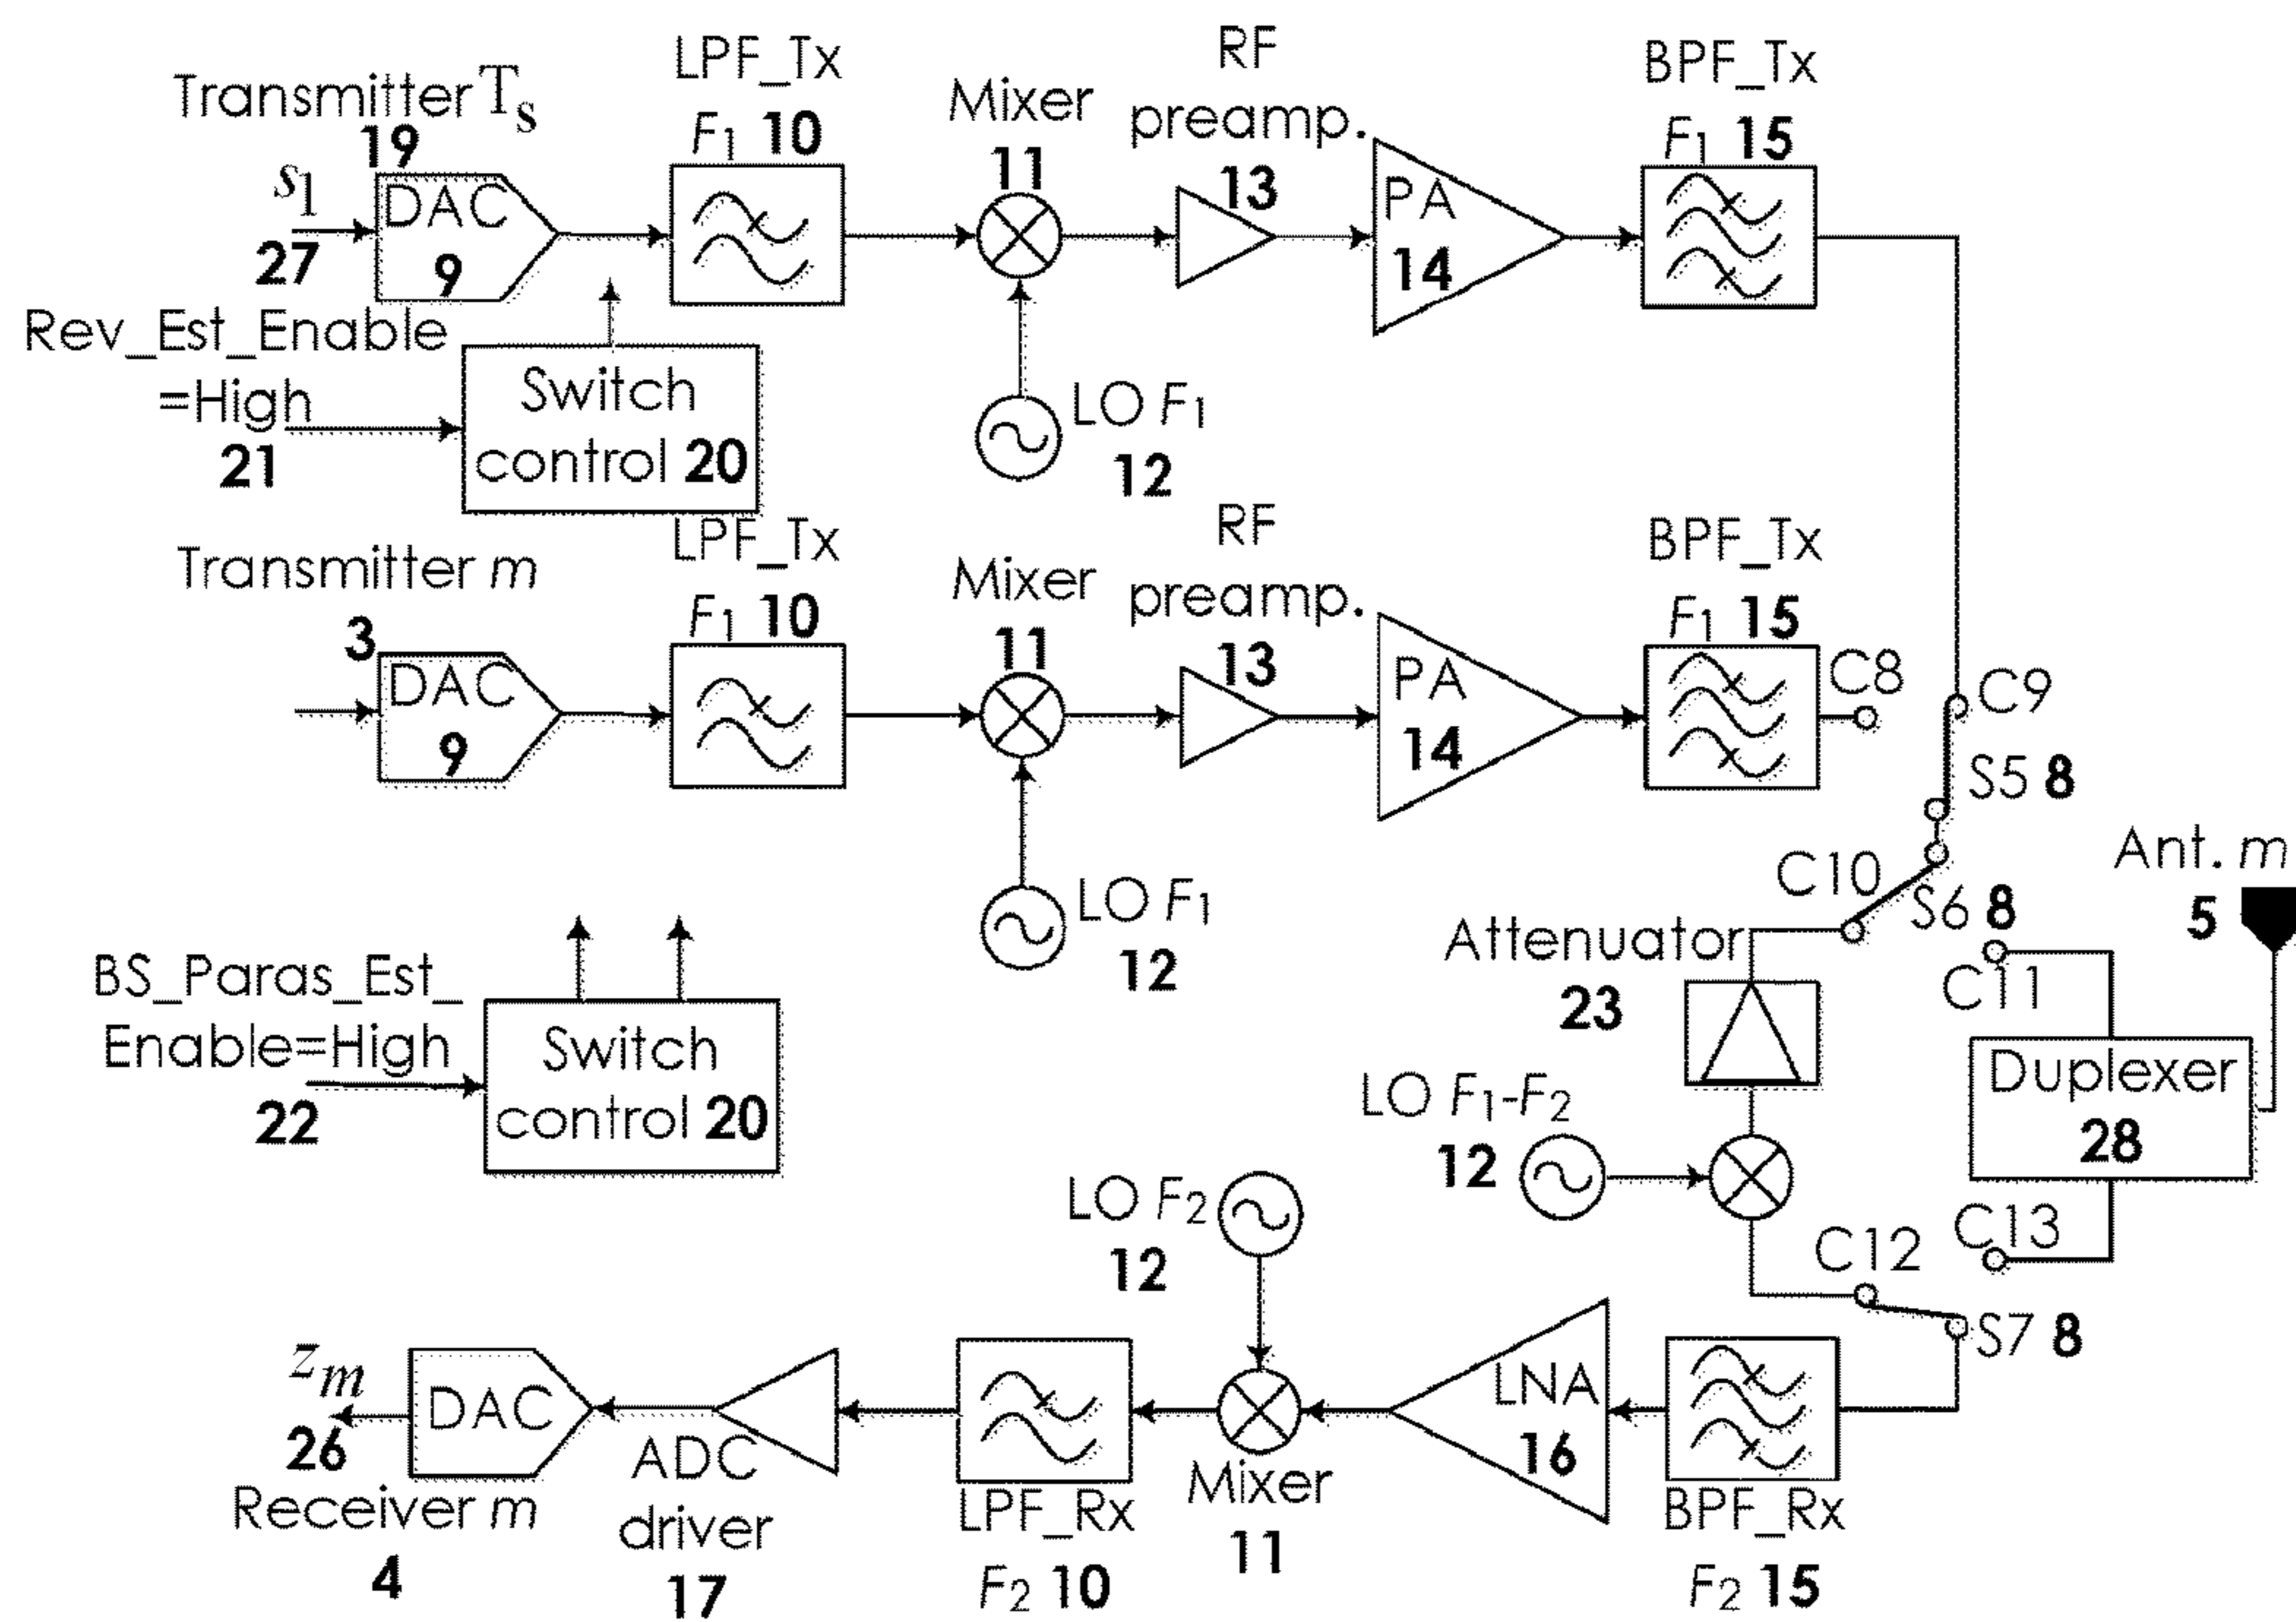 Transmitter Ts
19
s1
27
DAC
9
LPF_Tx
F1 10
Mixer
11
RF
preamp.
13
PA
14
BPF_Tx
F1 15
Rev_Est_Enable
=High
21
Switch
control 20
LO F1
12
Transmitter m
3
DAC
9
LPF_Tx
F1 10
Mixer
11
RF
preamp.
13
PA
14
BPF_Tx
F1 15
C8
C9
S5 8
LO F1
12
C10
S6 8
Ant. m
5
Attenuator
23
C11
BS_Paras_Est_
Enable=High
22
Switch
control 20
LO F1-F2
12
Duplexer
28
LO F2
12
C12
C13
S7 8
zm
26
Receiver m
4
DAC
ADC
driver
17
LPF_Rx
F2 10
Mixer
11
LNA
16
BPF_Rx
F2 15